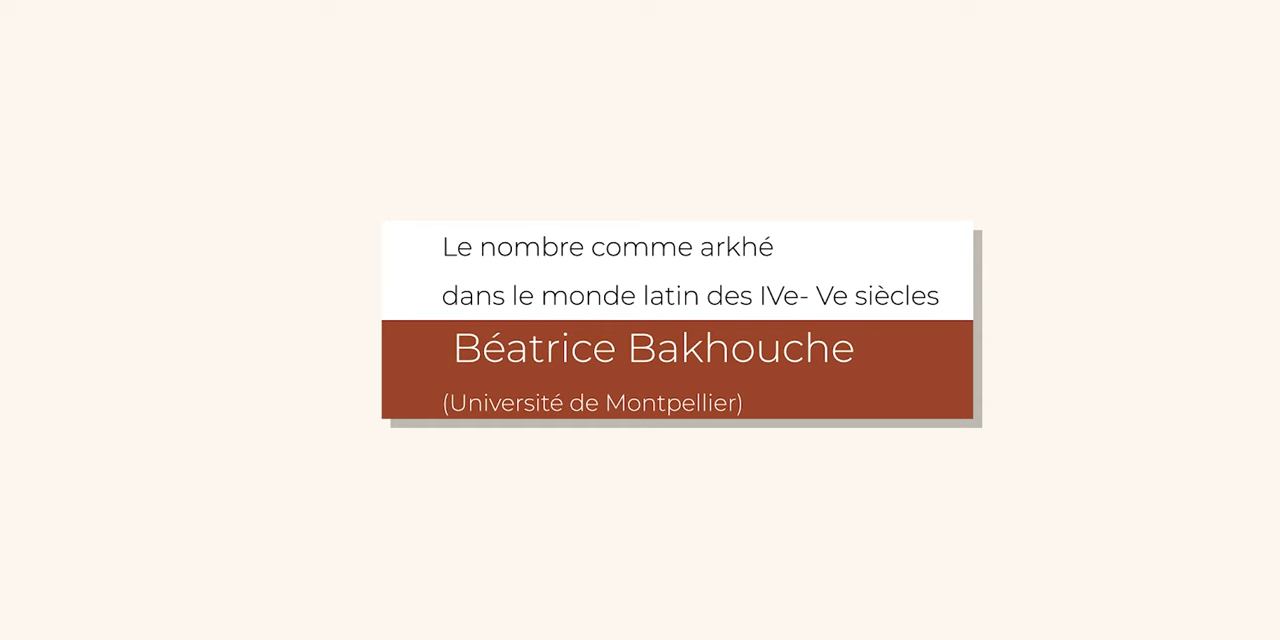 Le nombre comme arkhé
dans le monde latin des IVe- Ve siècles
Béatrice Bakhouche
(Université de Montpellier)